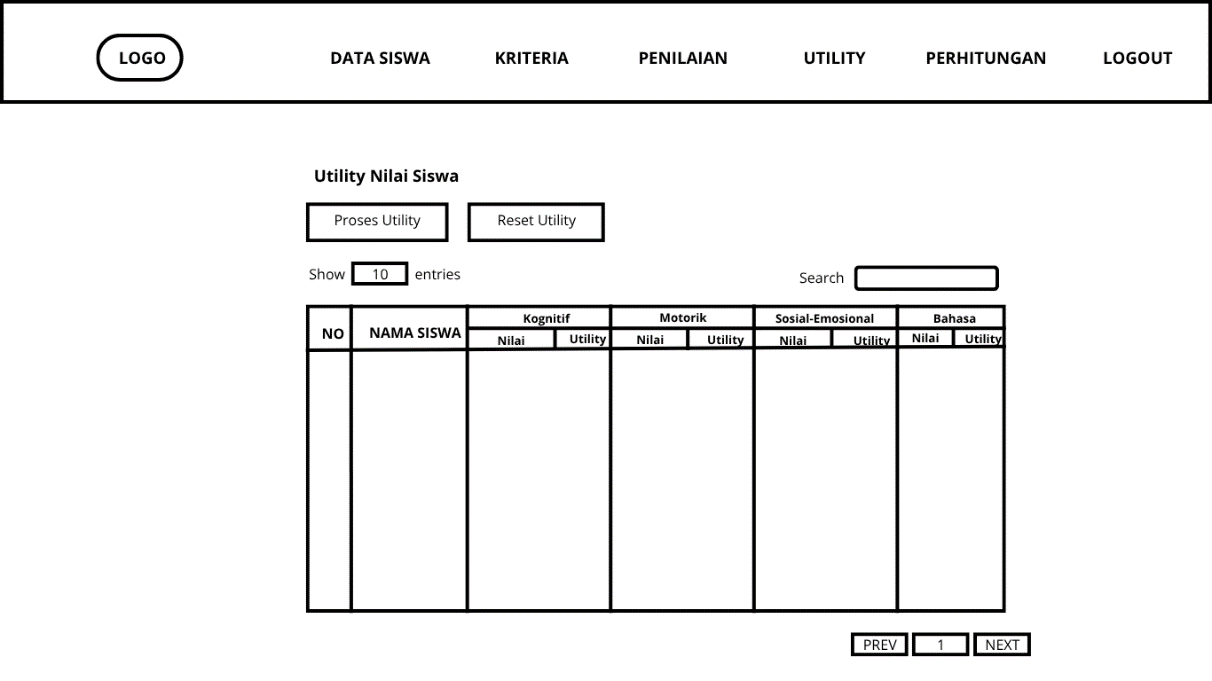 LOGO DATA SISWA KRITERIA PENILAIAN UTILITY PERHITUNGAN LOGOUT
Utility Nilai Siswa
Proses Utility Reset Utility
Show 10 entries Search
NO NAMA SISWA Kognitif Motorik Sosial-Emosional Bahasa
Nilai Utility Nilai Utility Nilai Utility Nilai Utility
PREV 1 NEXT